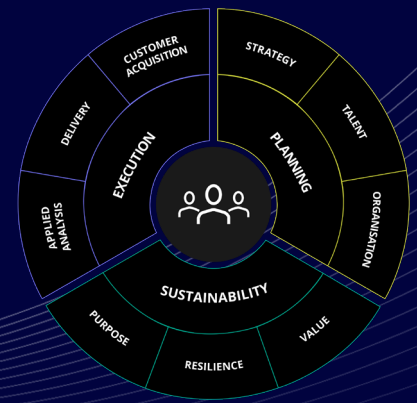 CUSTOMER
ACQUISITION
STRATEGY
DELIVERY
TALENT
EXECUTION
PLANNING
APPLIED
ANALYSIS
ORGANISATION
SUSTAINABILITY
PURPOSE
RESILIENCE
VALUE